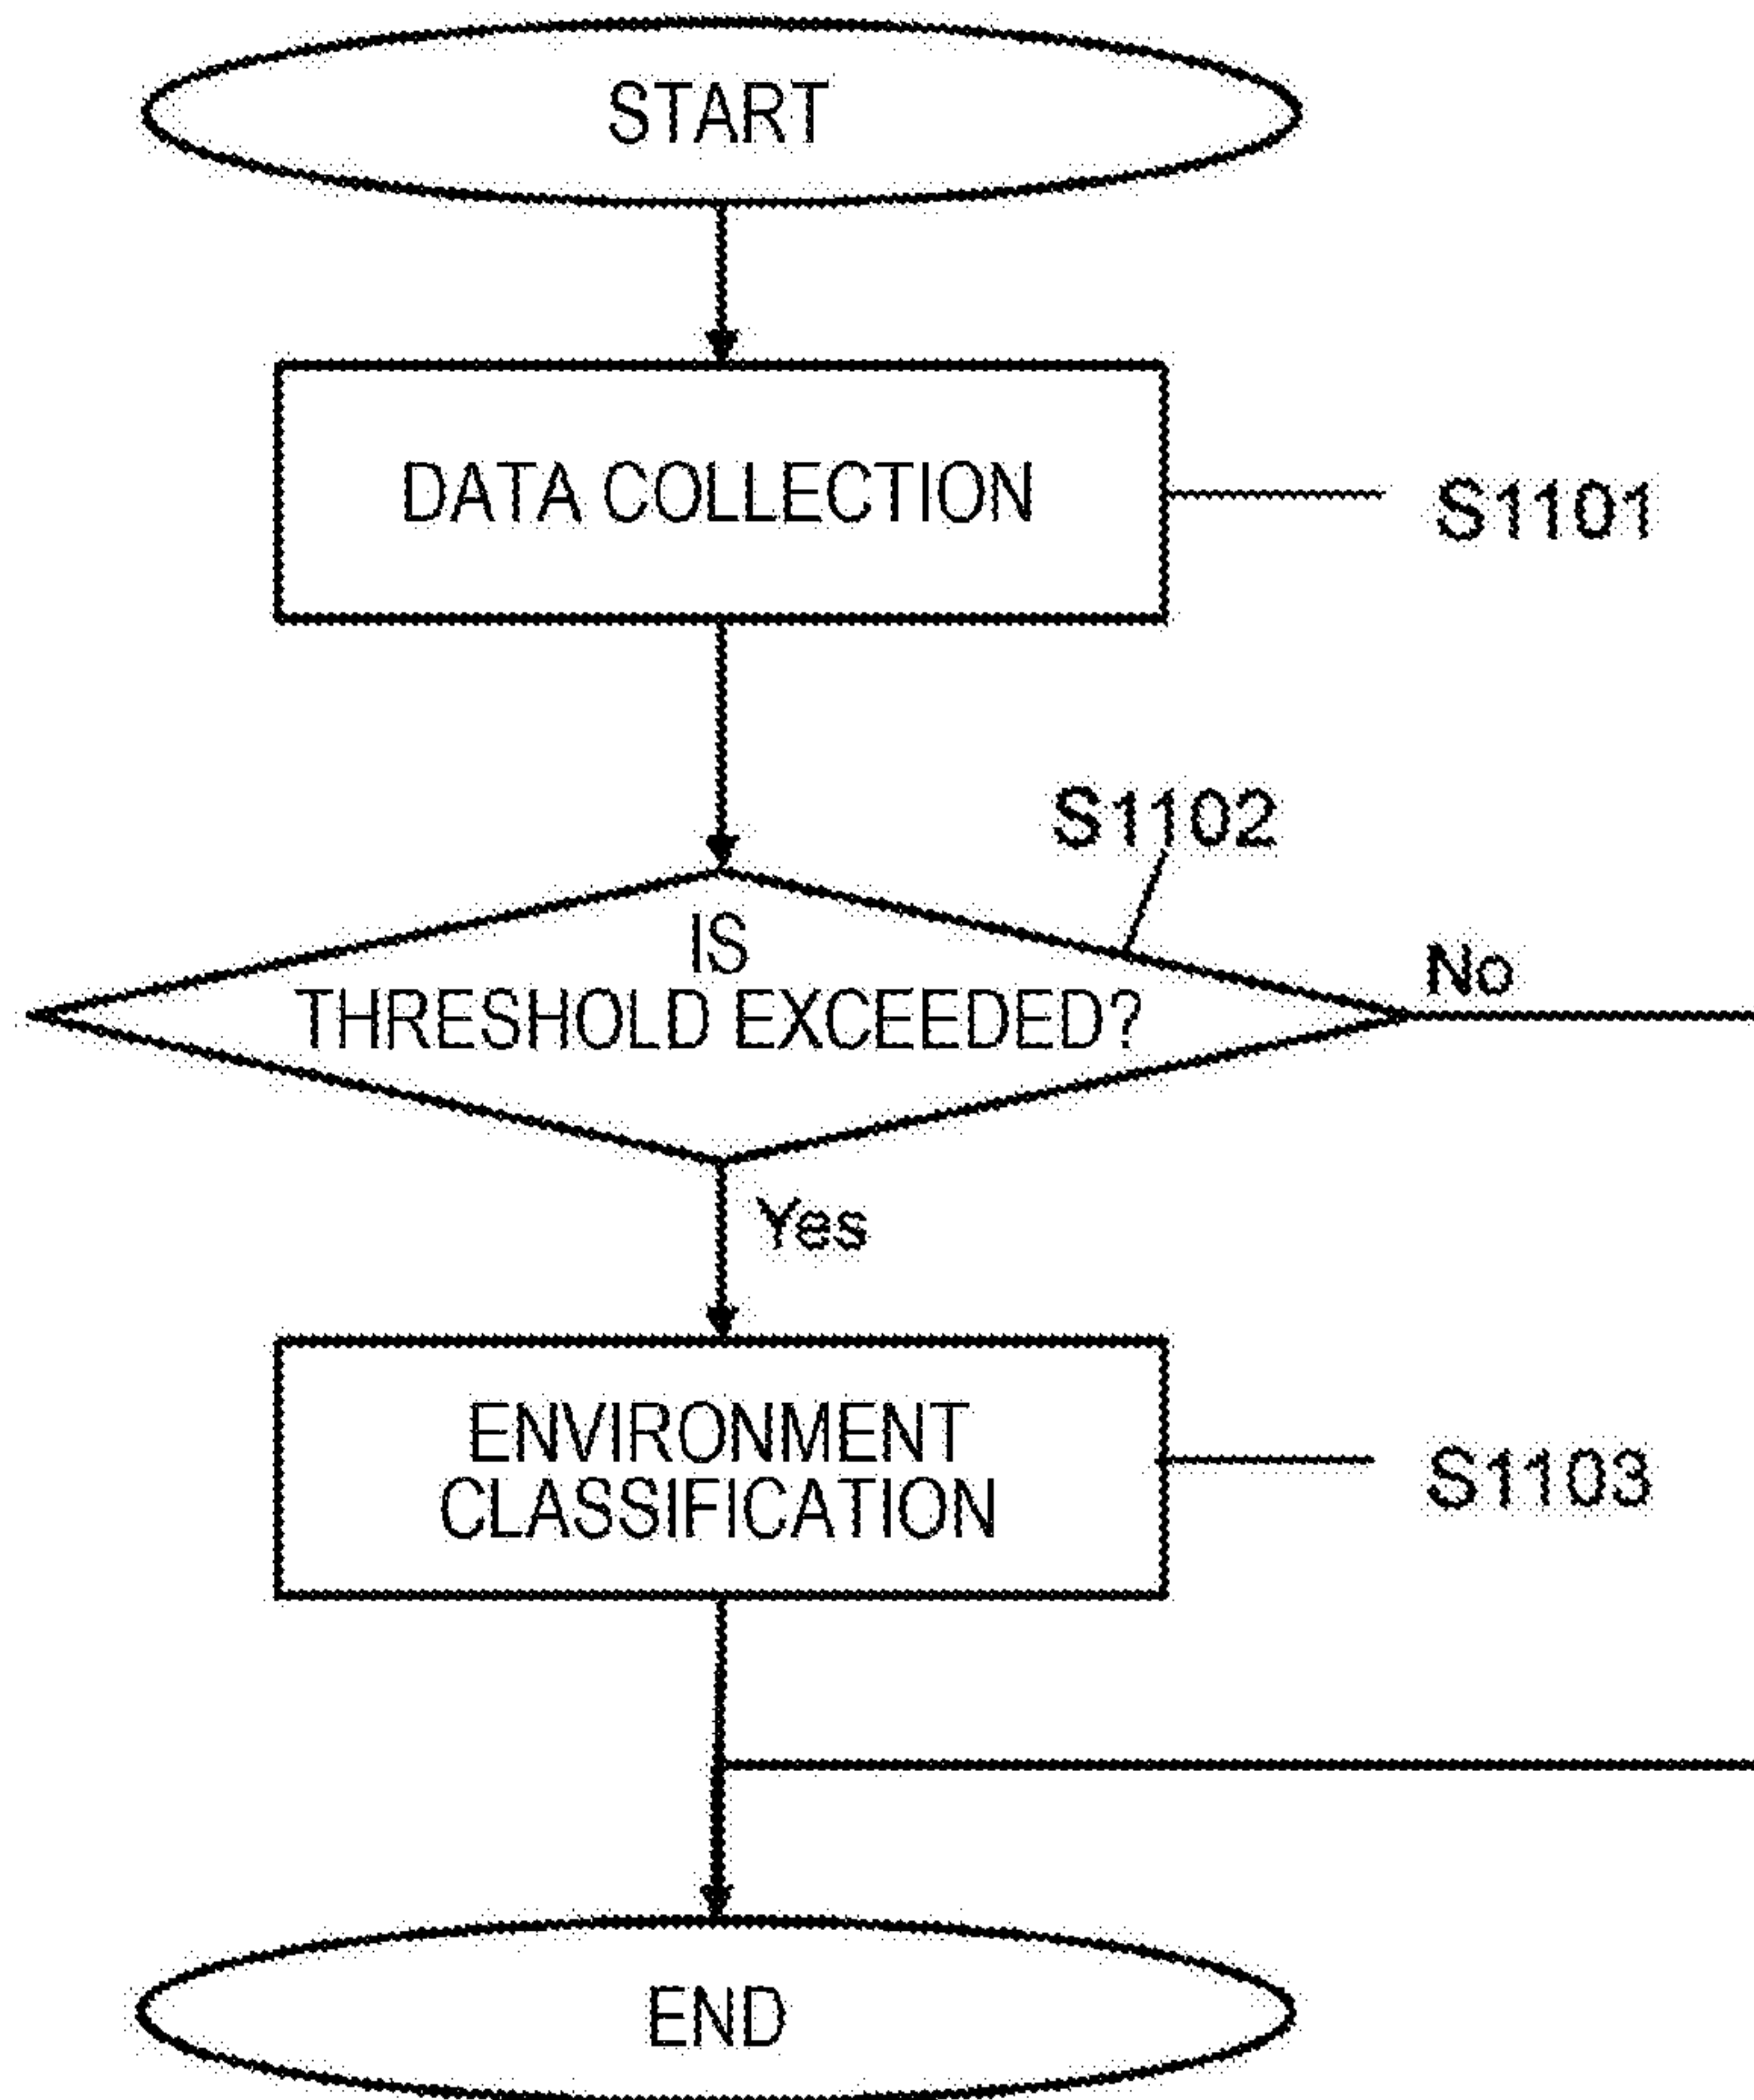 START
DATA COLLECTION
S1101
S1102
IS
THRESHOLD EXCEEDED?
No
Yes
ENVIRONMENT
CLASSIFICATION
S1103
END